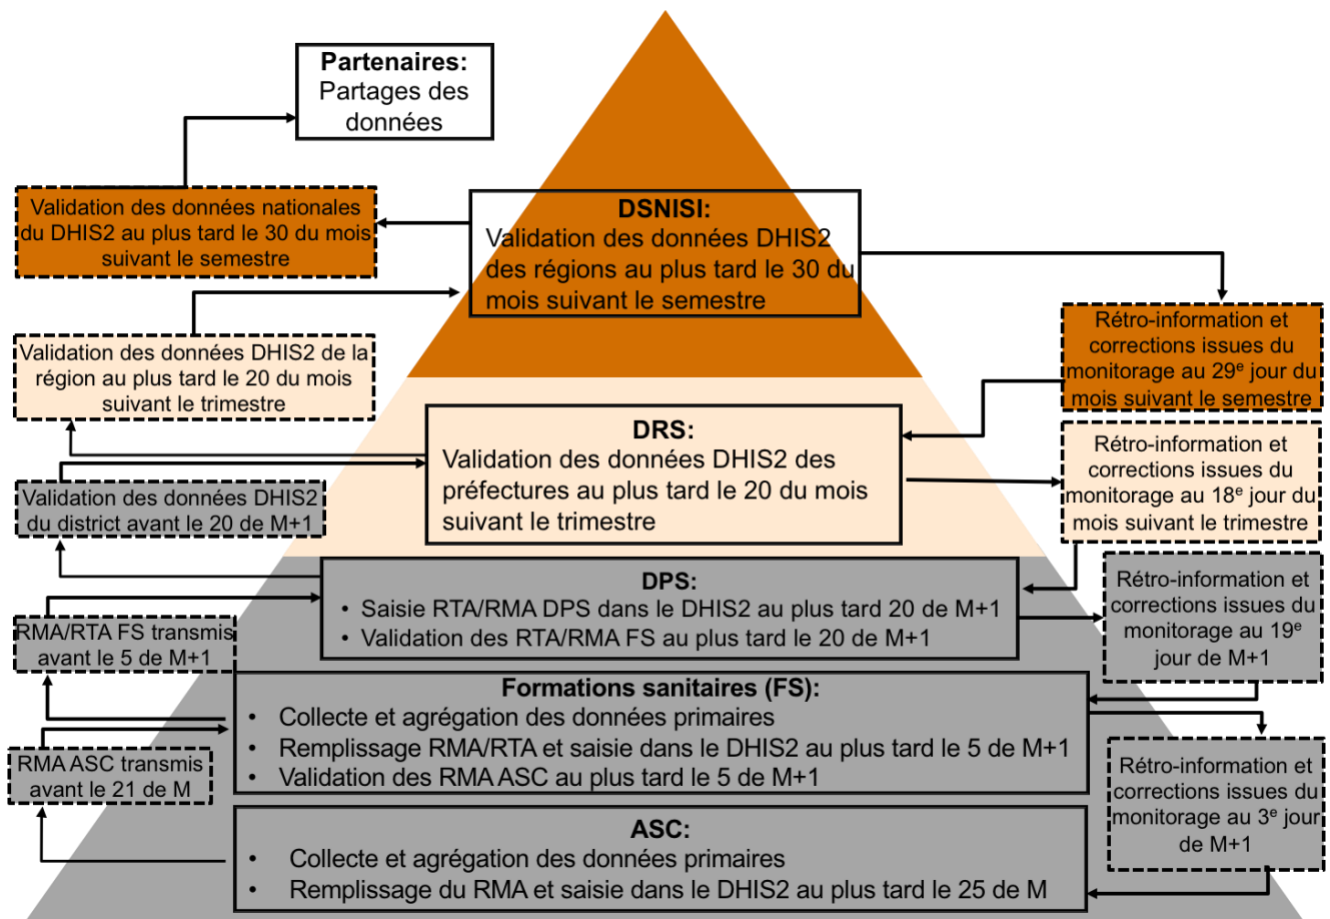 Partenaires:
Partages des
données
Validation des données nationales
du DHIS2 au plus tard le 30 du mois
suivant le semestre
DSNISI:
Validation des données DHIS2
des régions au plus tard le 30 du
mois suivant le semestre
Rétro-information et
corrections issues du
monitorage au 29e jour du
mois suivant le semestre
Validation des données DHIS2 de la
région au plus tard le 20 du mois
suivant le trimestre
DRS:
Validation des données DHIS2 des
préfectures au plus tard le 20 du mois
suivant le trimestre
Rétro-information et
corrections issues du
monitorage au 18e jour du
mois suivant le trimestre
Validation des données DHIS2
du district avant le 20 de M+1
DPS:
• Saisie RTA/RMA DPS dans le DHIS2 au plus tard 20 de M+1
• Validation des RTA/RMA FS au plus tard le 20 de M+1
Rétro-information et
corrections issues du
monitorage au 19e
jour de M+1
RMA/RTA FS transmis
avant le 5 de M+1
Formations sanitaires (FS):
• Collecte et agrégation des données primaires
• Remplissage RMA/RTA et saisie dans le DHIS2 au plus tard le 5 de M+1
• Validation des RMA ASC au plus tard le 5 de M+1
RMA ASC transmis
avant le 21 de M
Rétro-information et
corrections issues du
monitorage au 3e jour
de M+1
ASC:
• Collecte et agrégation des données primaires
• Remplissage du RMA et saisie dans le DHIS2 au plus tard le 25 de M